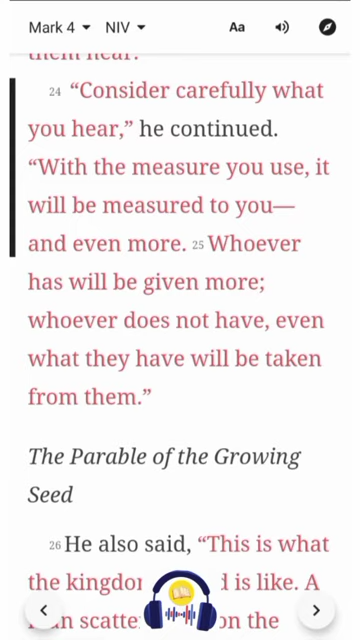 Mark 4 NIV Aa
them hear.”
24 “Consider carefully what
you hear,” he continued.
“With the measure you use, it
will be measured to you—
and even more. 25 Whoever
has will be given more;
whoever does not have, even
what they have will be taken
from them.”
The Parable of the Growing
Seed
26 He also said, “This is what
the kingdo d is like. A
scatte on the